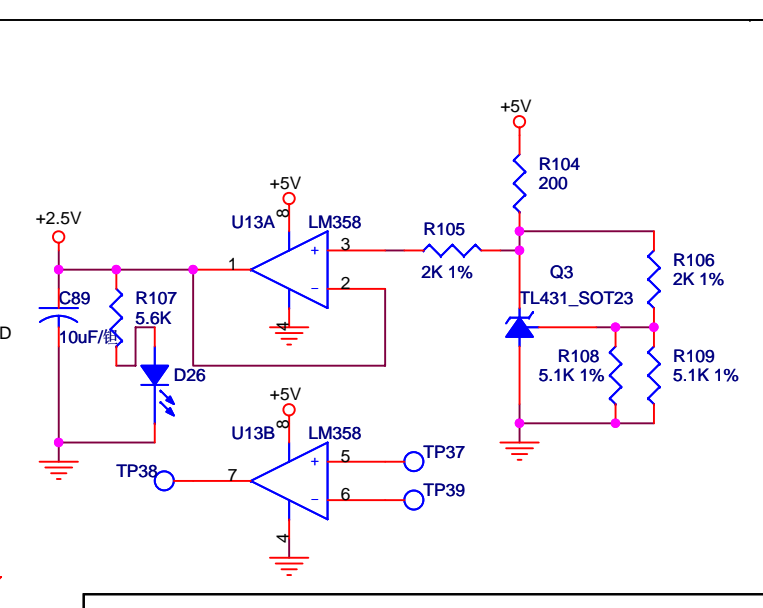 +5V
R104
200
+5V
+2.5V
8
U13A
LM358
R105
+
3
1
2K 1%
Q3
R106
2K 1%
−
2
C89
R107
TL431_SOT23
5.6K
10uF/钽
D
4
R108
5.1K 1%
R109
5.1K 1%
D26
+5V
8
U13B
LM358
TP37
+
5
TP38
7
TP39
−
6
4